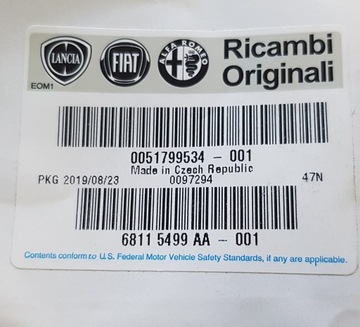 LANCIA
FIAT
ALFA ROMEO
Ricambi
Originali
EOM1
0051799534 - 001
Made in Czech Republic
PKG 2019/08/23 0097294 47N
6811 5499 AA - 001
Contents conform to U.S. Federal Motor Vehicle Safety Standards, if any are applicable.